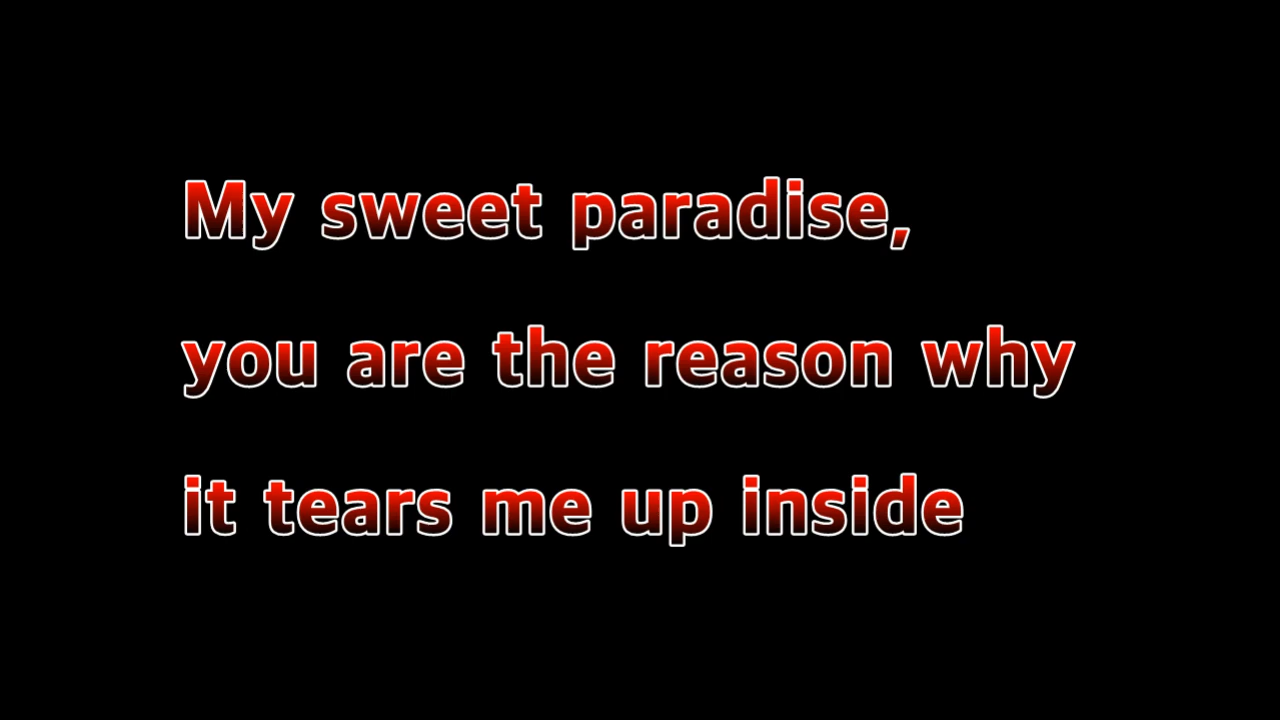 My sweet paradise,
you are the reason why
it tears me up inside